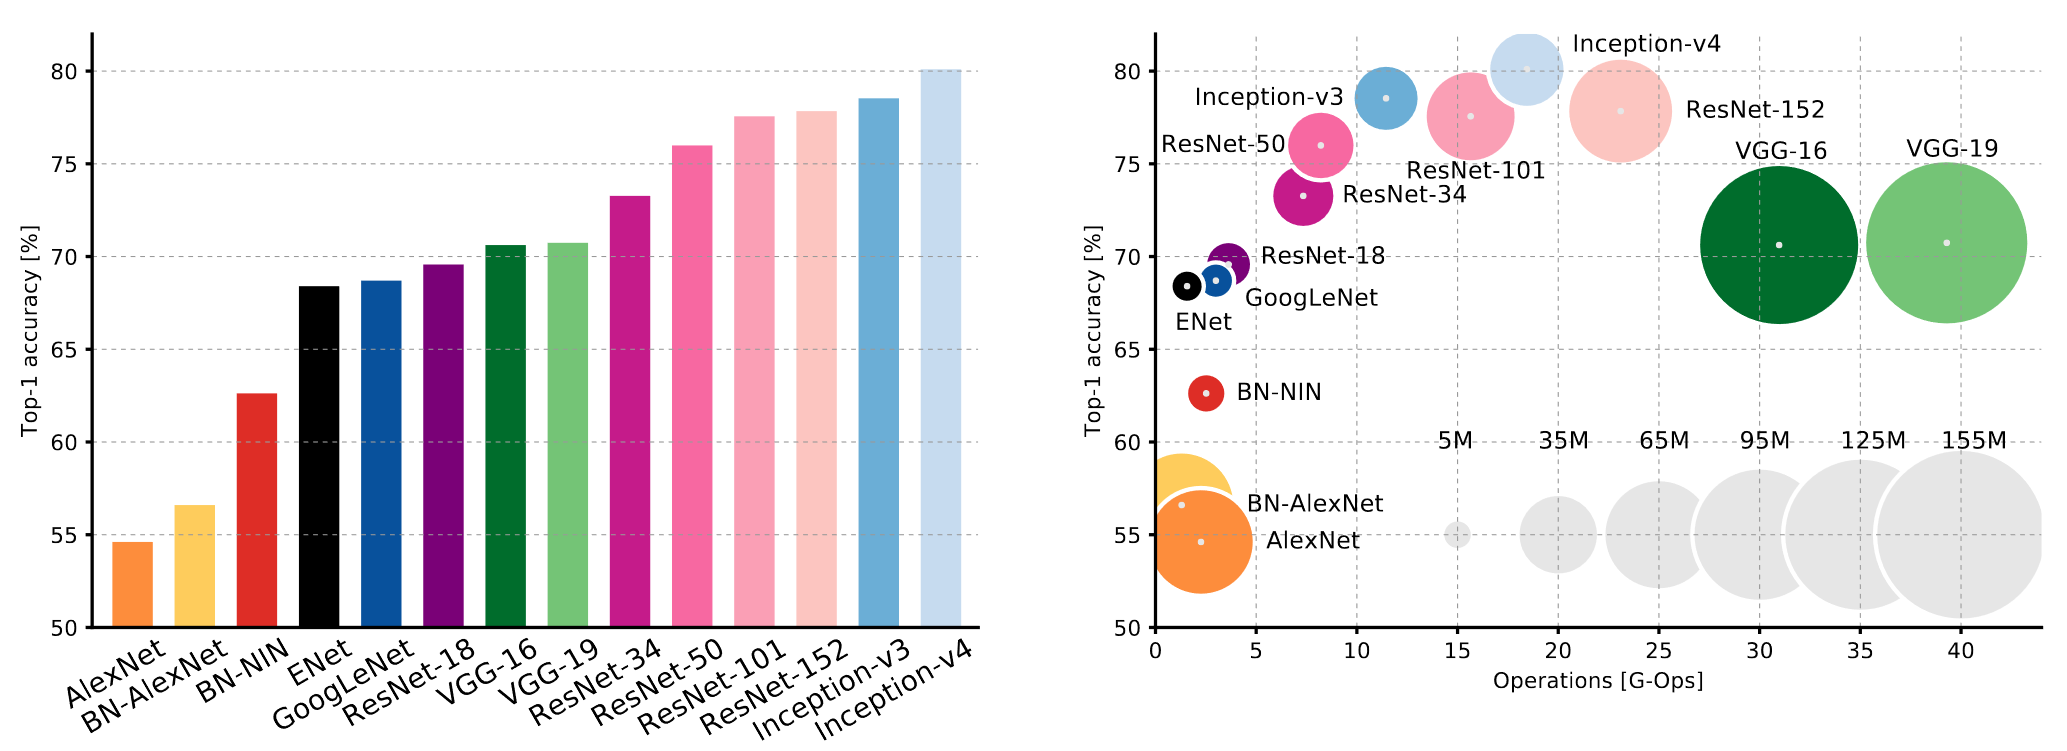 80
75
70
65
60
55
50
Top-1 accuracy [%]
AlexNet
BN-AlexNet
BN-NIN
ENet
GoogLeNet
ResNet-18
VGG-16
VGG-19
ResNet-34
ResNet-50
ResNet-101
ResNet-152
Inception-v3
Inception-v4
80
75
70
65
60
55
50
Top-1 accuracy [%]
Inception-v4
Inception-v3
ResNet-152
ResNet-50
VGG-16
VGG-19
ResNet-101
ResNet-34
ResNet-18
GoogLeNet
ENet
BN-NIN
5M 35M 65M 95M 125M 155M
BN-AlexNet
AlexNet
0 5 10 15 20 25 30 35 40
Operations [G-Ops]